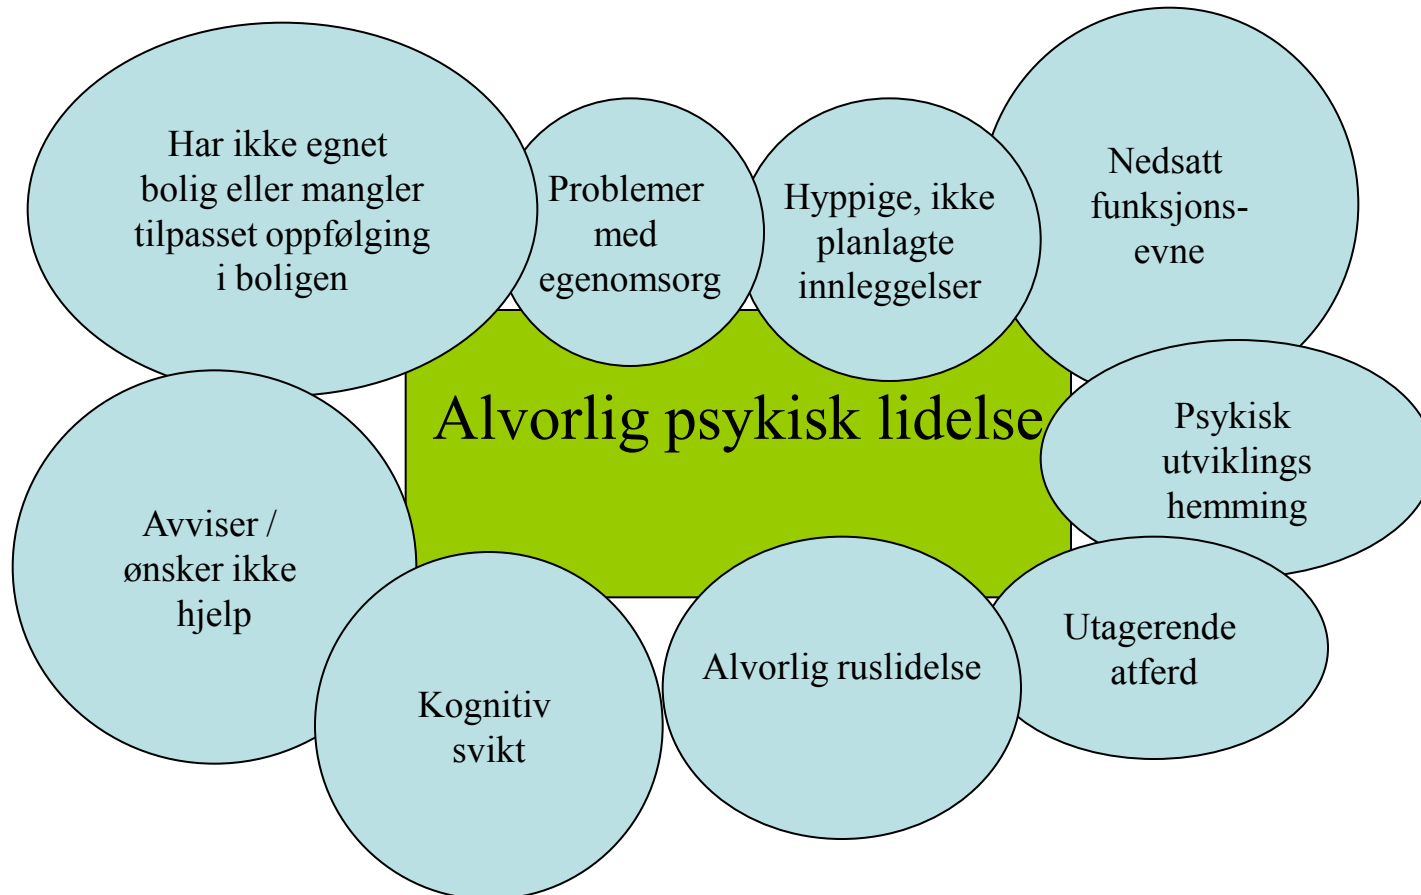 Har ikke egnet
bolig eller mangler
tilpasset oppfølging
i boligen
Problemer
med
egenomsorg
Hyppige, ikke
planlagte
innleggelser
Nedsatt
funksjons-
evne
Alvorlig psykisk lidelse
Psykisk
utviklings
hemming
Avviser /
ønsker ikke
hjelp
Kognitiv
svikt
Alvorlig ruslidelse
Utagerende
atferd